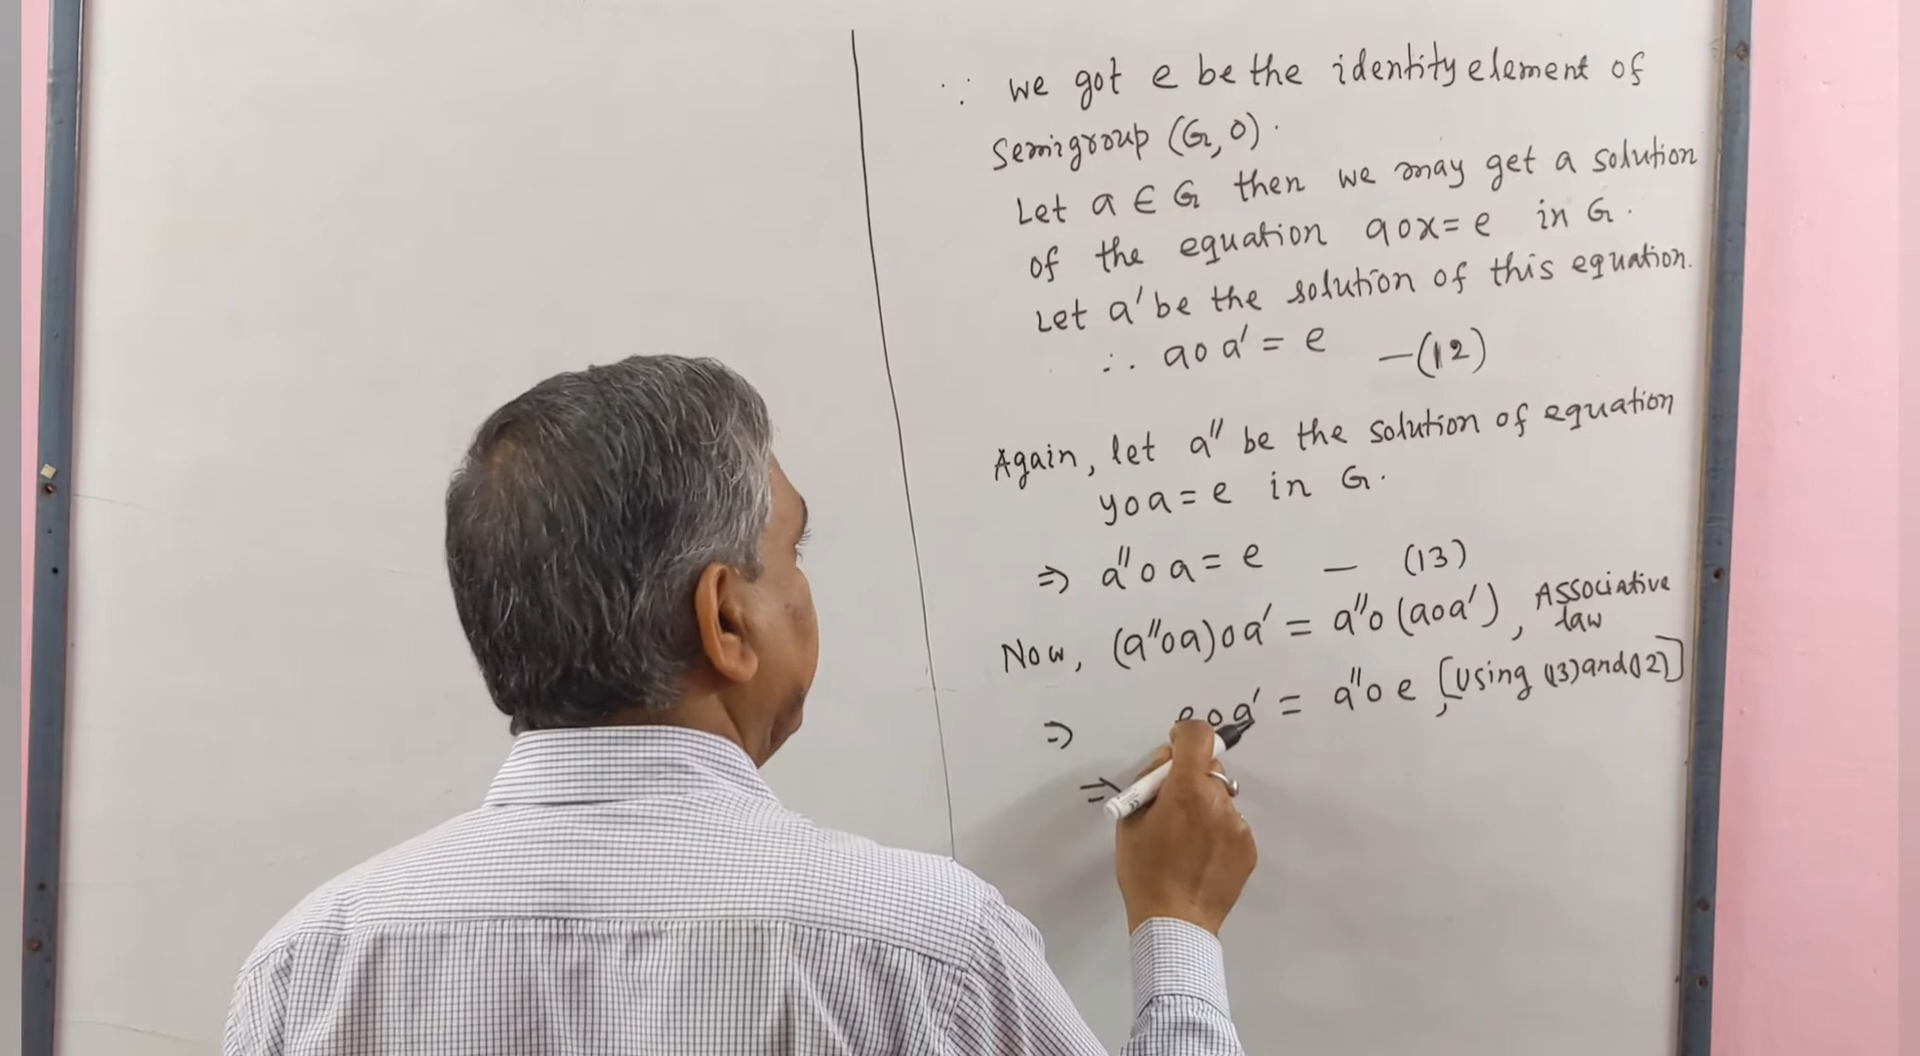 ∵ we got e be the identity element of
Semigroup (G, o).
Let a ∈ G then we may get a solution
of the equation aox = e in G.
Let a' be the solution of this equation.
∴ aoa' = e —(12)
Again, let a'' be the solution of equation
yoa = e in G.
⇒ a''oa = e — (13)
Now, (a''oa)oa' = a''o(aoa'), Associative law
⇒ eoa' = a''oe, [Using (13) and (12)]
⇒